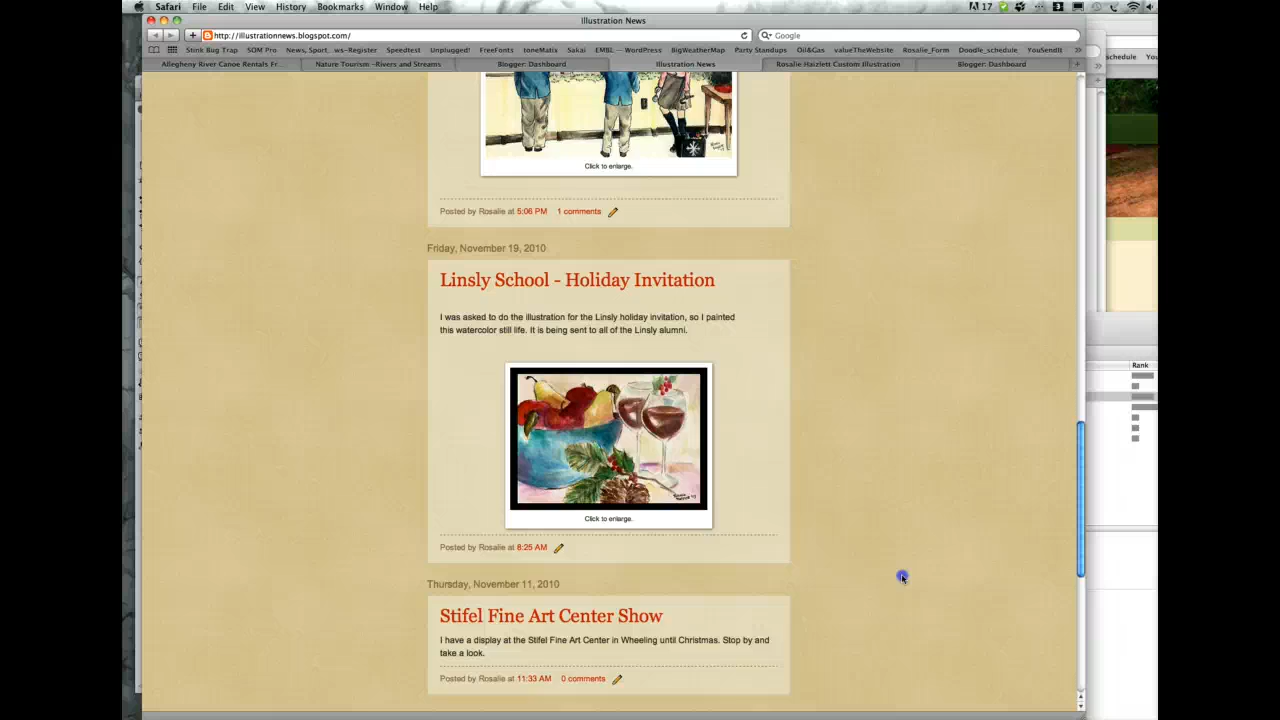 Safari File Edit View History Bookmarks Window Help 17 3
Illustration News
http://illustrationnews.blogspot.com/ Google
Stink Bug Trap SOM Pro News, Sport,...ws-Register Speedtest Unplugged! FreeFonts toneMatix Sakai EMBL — WordPress BigWeatherMap Party Standups Oil&Gas valueTheWebsite Rosalie_Form Doodle_schedule YouSendIt
schedule You
Allegheny River Canoe Rentals Fr... Nature Tourism ~Rivers and Streams Blogger: Dashboard Illustration News Rosalie Haizlett Custom Illustration Blogger: Dashboard
Click to enlarge.
Posted by Rosalie at 5:06 PM 1 comments
Friday, November 19, 2010
Linsly School - Holiday Invitation
I was asked to do the illustration for the Linsly holiday invitation, so I painted
this watercolor still life. It is being sent to all of the Linsly alumni.
Rank
Click to enlarge.
Posted by Rosalie at 8:25 AM
Thursday, November 11, 2010
Stifel Fine Art Center Show
I have a display at the Stifel Fine Art Center in Wheeling until Christmas. Stop by and
take a look.
Posted by Rosalie at 11:33 AM 0 comments